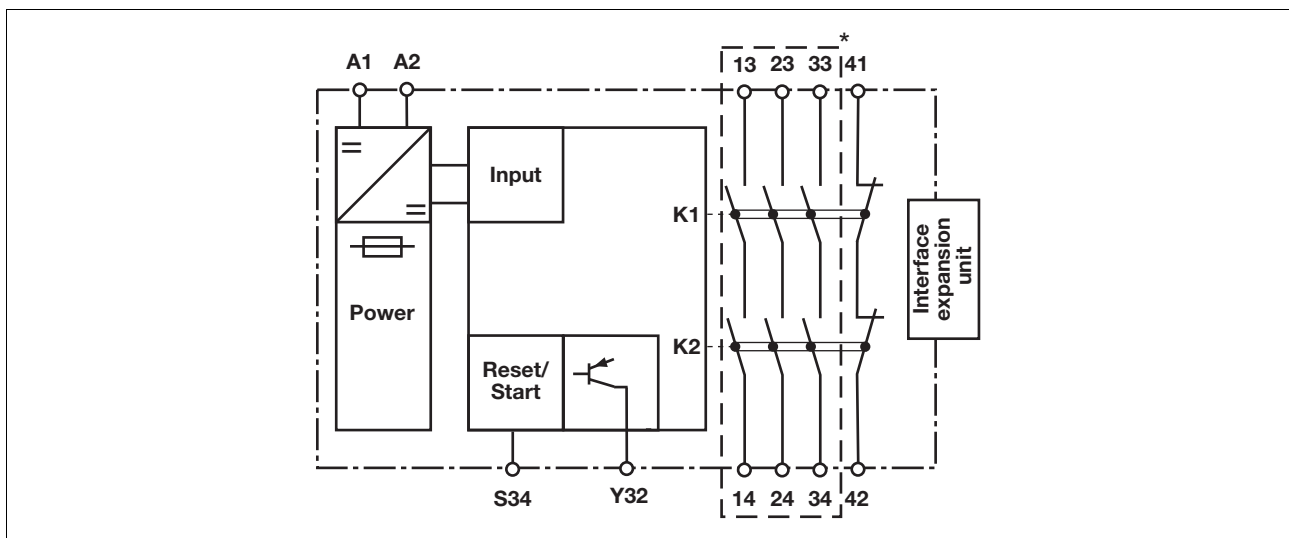 *
A1 A2 13 23 33 41
Input
K1
Interface
expansion
unit
Power
K2
Reset/
Start
S34 Y32 14 24 34 42